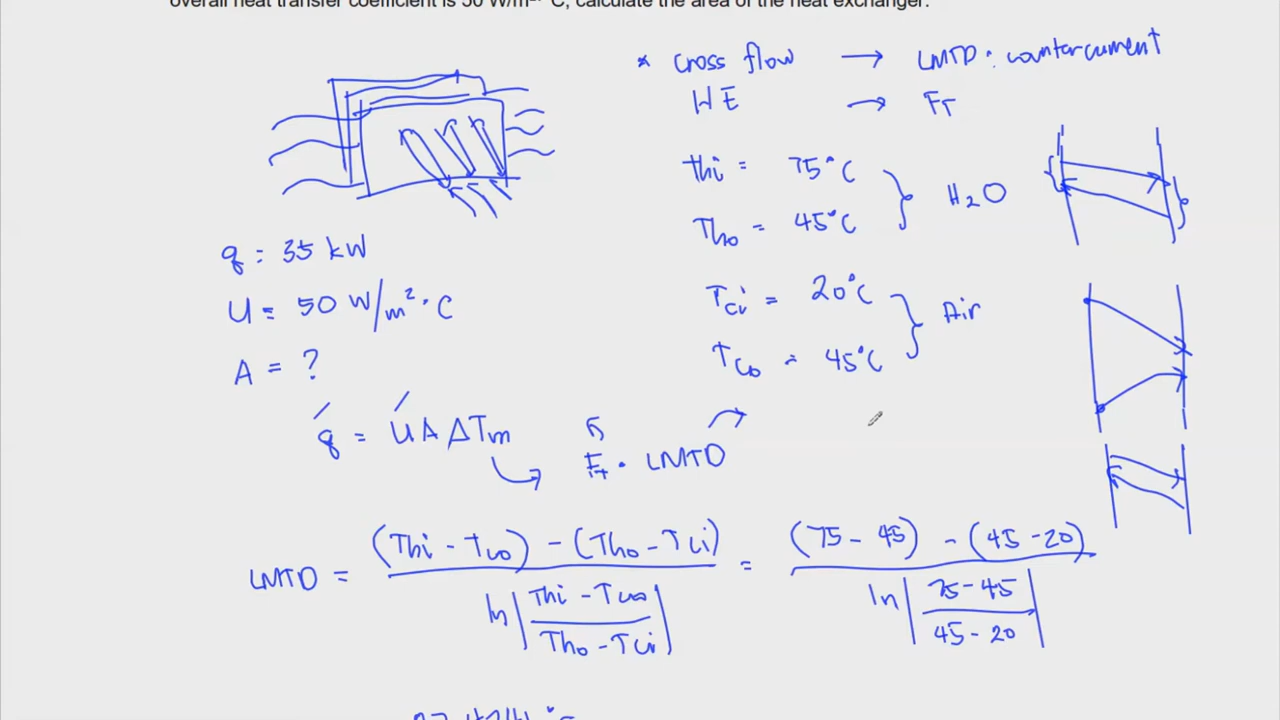 overall heat transfer coefficient is 50 W/m²·°C, calculate the area of the heat exchanger.
* Cross flow → LMTD: countercurrent
HE → FT
Thi = 75°C
Tho = 45°C } H₂O
q = 35 kW
U = 50 W/m²·C
A = ?
Tci = 20°C
Tco = 45°C } Air
q = U A ΔTm
FT · LMTD
LMTD = (Thi - Tco) - (Tho - Tci) / ln |Thi - Tco / Tho - Tci| = (75 - 45) - (45 - 20) / ln |75 - 45 / 45 - 20|